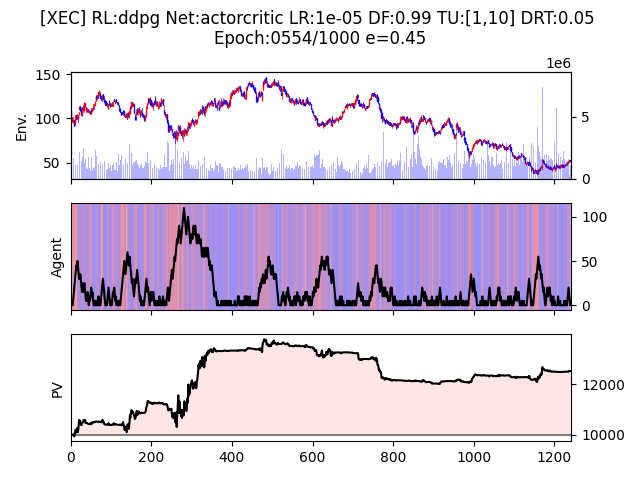 [XEC] RL:ddpg Net:actorcritic LR:1e-05 DF:0.99 TU:[1,10] DRT:0.05
Epoch:0554/1000 e=0.45
1e6
150
100
50
Env.
5
0
Agent
100
50
0
PV
12000
10000
0
200
400
600
800
1000
1200